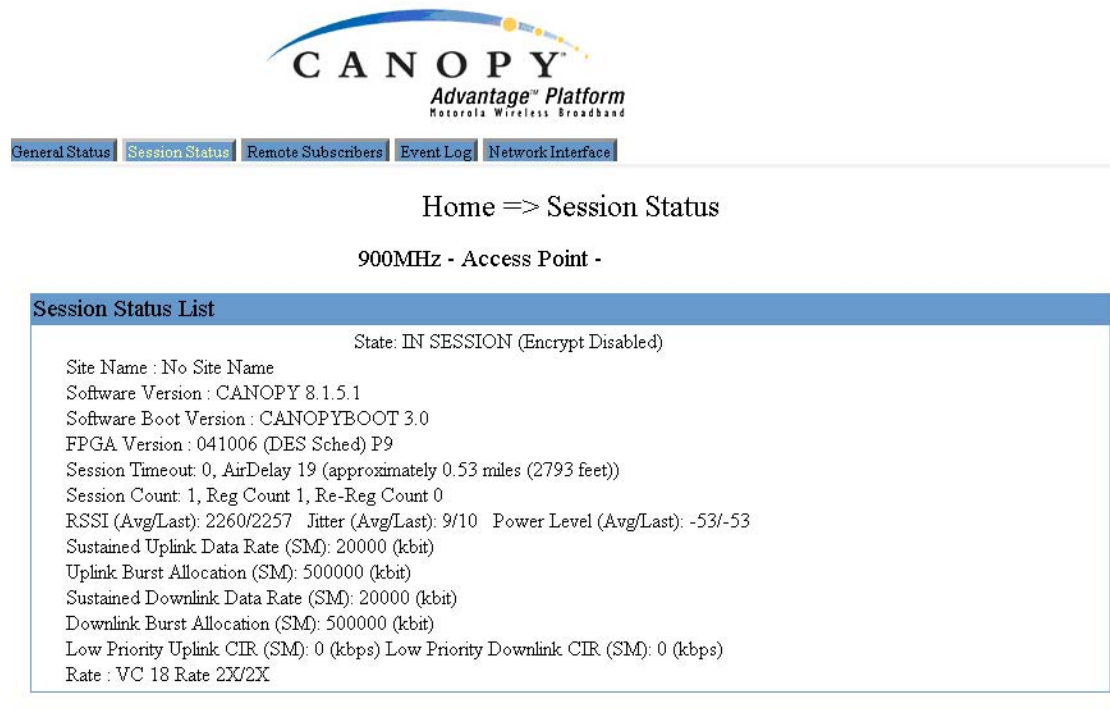 CANOPY™
Advantage™ Platform
Motorola Wireless Broadband
General Status Session Status Remote Subscribers Event Log Network Interface
Home => Session Status
900MHz - Access Point -
Session Status List
State: IN SESSION (Encrypt Disabled)
Site Name : No Site Name
Software Version : CANOPY 8.1.5.1
Software Boot Version : CANOPYBOOT 3.0
FPGA Version : 041006 (DES Sched) P9
Session Timeout: 0, AirDelay 19 (approximately 0.53 miles (2793 feet))
Session Count: 1, Reg Count 1, Re-Reg Count 0
RSSI (Avg/Last): 2260/2257 Jitter (Avg/Last): 9/10 Power Level (Avg/Last): -53/-53
Sustained Uplink Data Rate (SM): 20000 (kbit)
Uplink Burst Allocation (SM): 500000 (kbit)
Sustained Downlink Data Rate (SM): 20000 (kbit)
Downlink Burst Allocation (SM): 500000 (kbit)
Low Priority Uplink CIR (SM): 0 (kbps) Low Priority Downlink CIR (SM): 0 (kbps)
Rate : VC 18 Rate 2X/2X